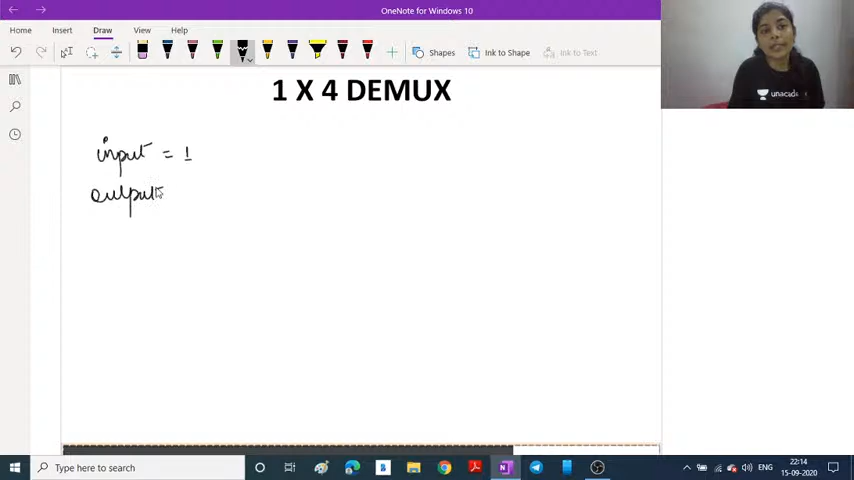 OneNote for Windows 10
Home Insert Draw View Help
Shapes Ink to Shape Ink to Text
1 X 4 DEMUX
unacade
input = 1
output
Type here to search
ENG
22:14
15-09-2020